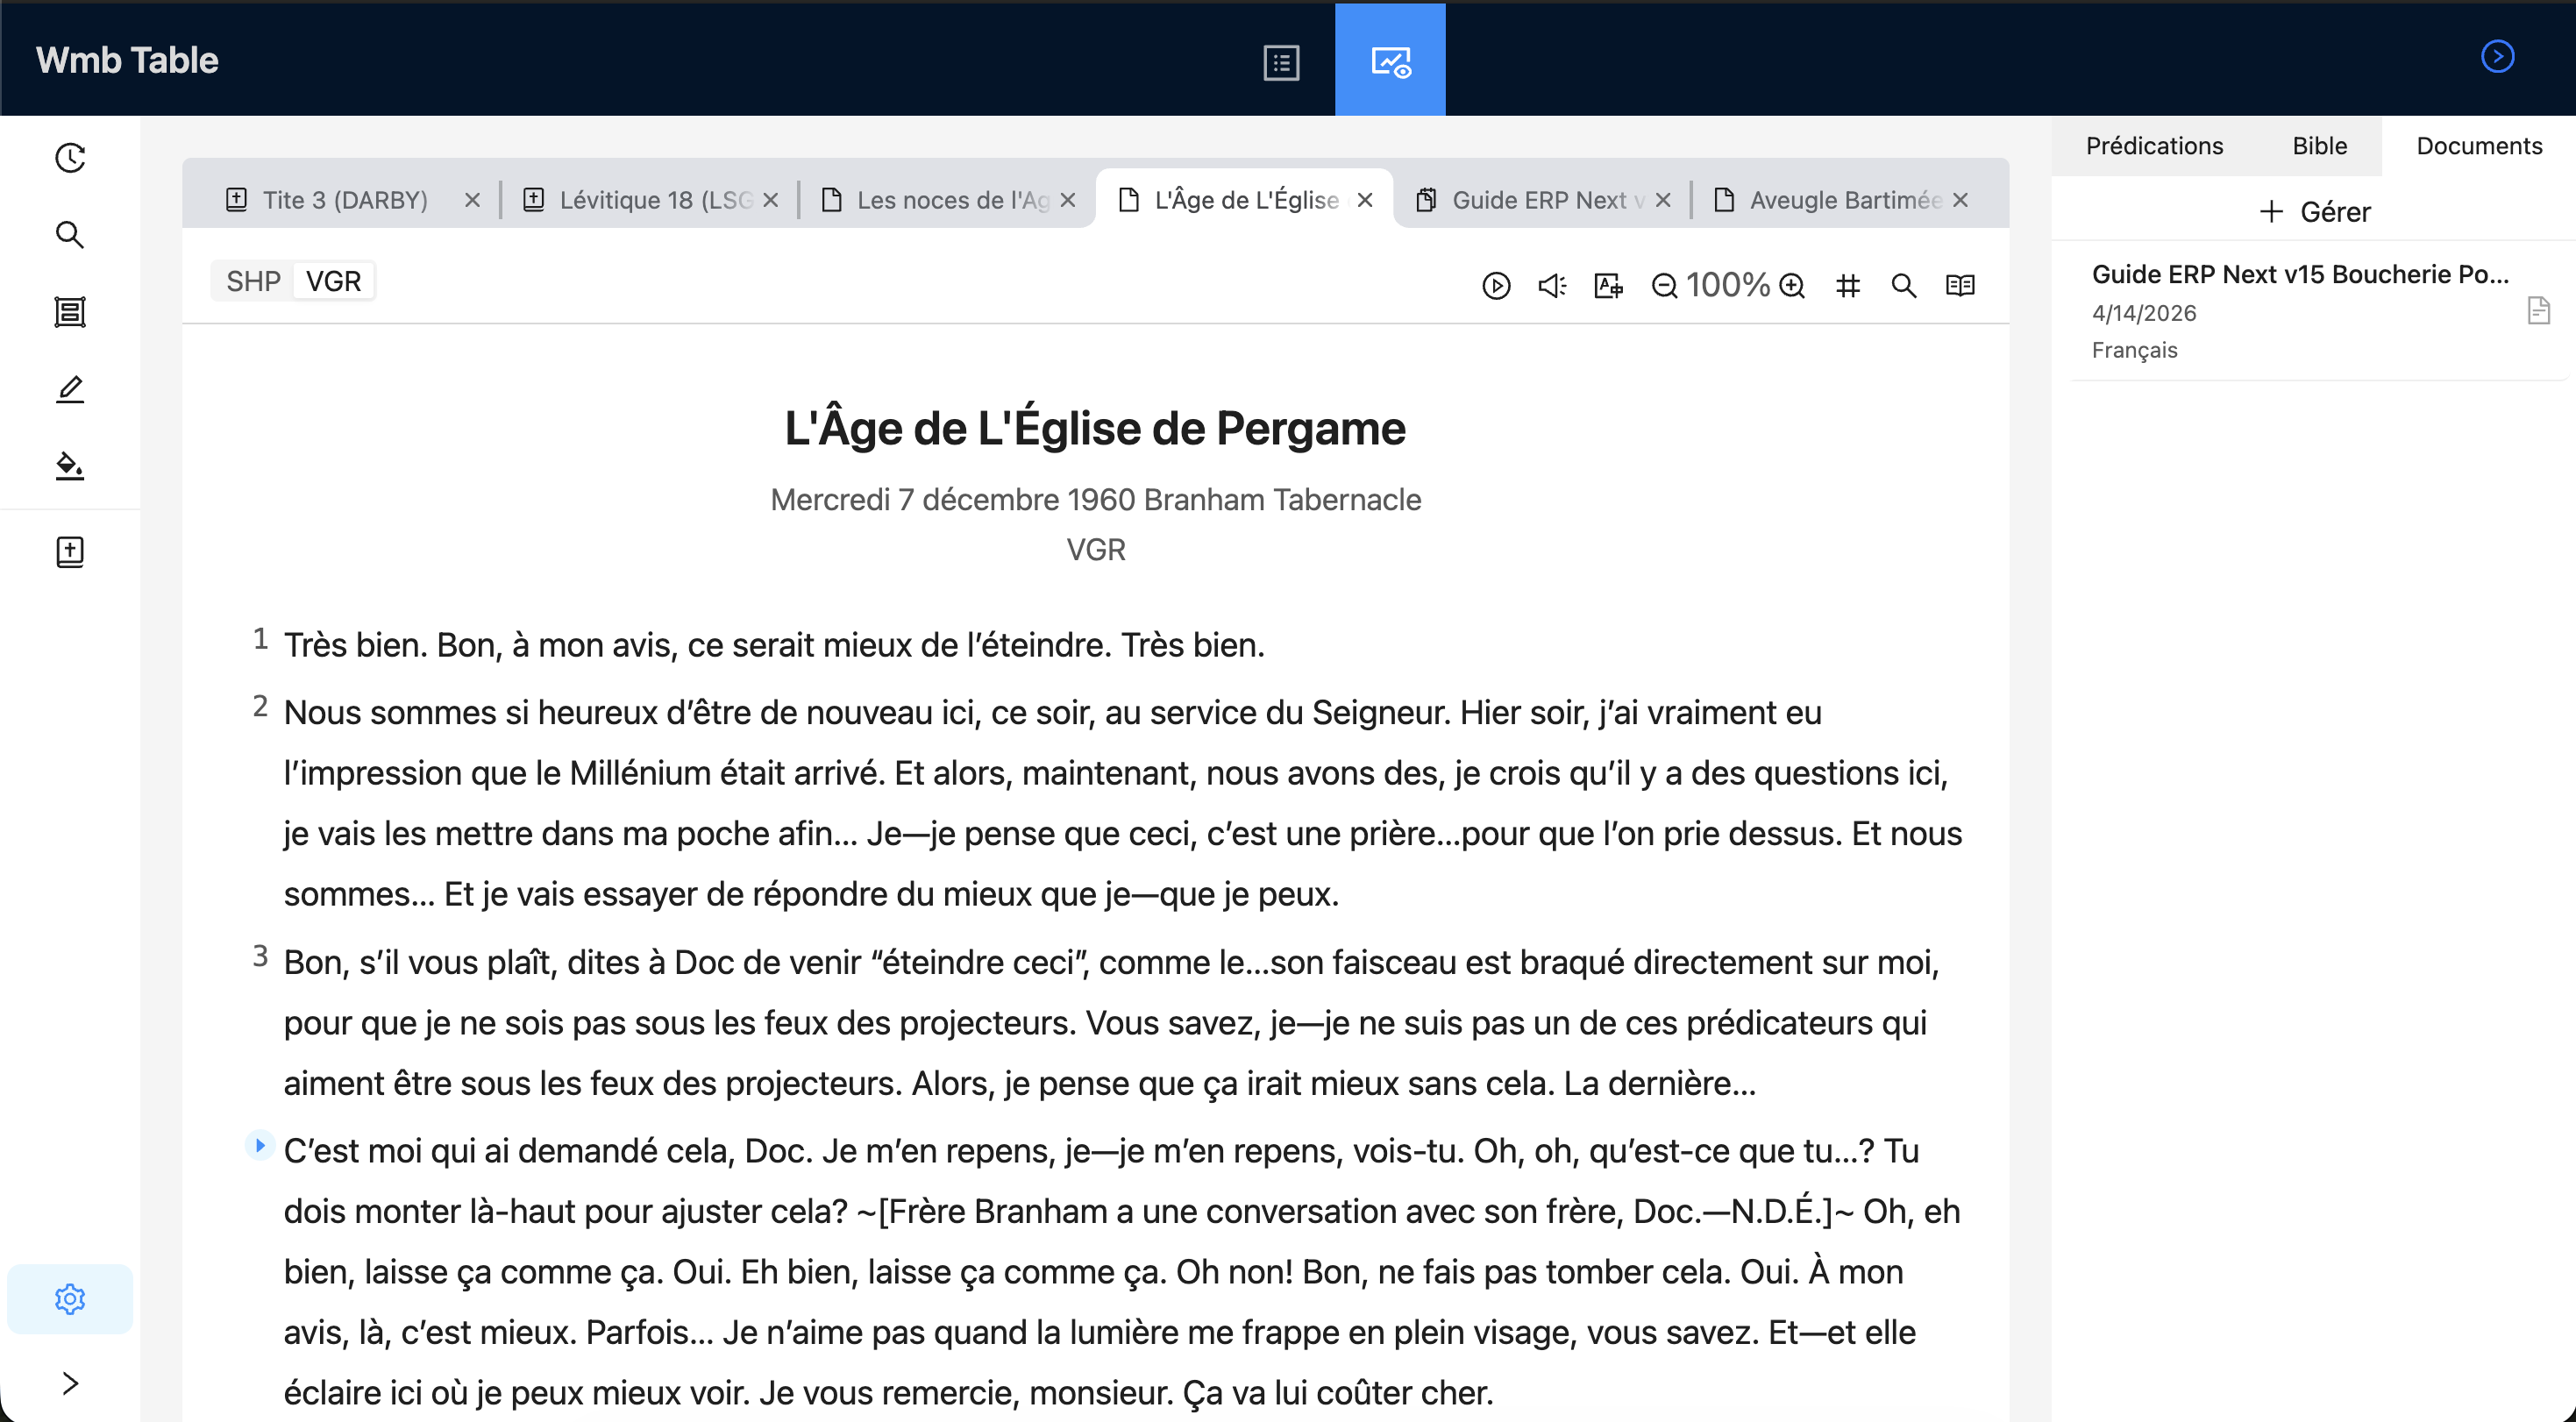 Wmb Table
Tite 3 (DARBY)
Lévitique 18 (LSG
Les noces de l'Ag
L'Âge de L'Église
Guide ERP Next v
Aveugle Bartimée
Prédications
Bible
Documents
SHP
VGR
100%
Gérer
Guide ERP Next v15 Boucherie Po...
4/14/2026
Français
L'Âge de L'Église de Pergame
Mercredi 7 décembre 1960 Branham Tabernacle
VGR
1 Très bien. Bon, à mon avis, ce serait mieux de l’éteindre. Très bien.
2 Nous sommes si heureux d’être de nouveau ici, ce soir, au service du Seigneur. Hier soir, j’ai vraiment eu
l’impression que le Millénium était arrivé. Et alors, maintenant, nous avons des, je crois qu’il y a des questions ici,
je vais les mettre dans ma poche afin... Je—je pense que ceci, c’est une prière...pour que l’on prie dessus. Et nous
sommes... Et je vais essayer de répondre du mieux que je—que je peux.
3 Bon, s’il vous plaît, dites à Doc de venir “éteindre ceci”, comme le...son faisceau est braqué directement sur moi,
pour que je ne sois pas sous les feux des projecteurs. Vous savez, je—je ne suis pas un de ces prédicateurs qui
aiment être sous les feux des projecteurs. Alors, je pense que ça irait mieux sans cela. La dernière...
C’est moi qui ai demandé cela, Doc. Je m’en repens, je—je m’en repens, vois-tu. Oh, oh, qu’est-ce que tu...? Tu
dois monter là-haut pour ajuster cela? ~[Frère Branham a une conversation avec son frère, Doc.—N.D.É.]~ Oh, eh
bien, laisse ça comme ça. Oui. Eh bien, laisse ça comme ça. Oh non! Bon, ne fais pas tomber cela. Oui. À mon
avis, là, c’est mieux. Parfois... Je n’aime pas quand la lumière me frappe en plein visage, vous savez. Et—et elle
éclaire ici où je peux mieux voir. Je vous remercie, monsieur. Ça va lui coûter cher.